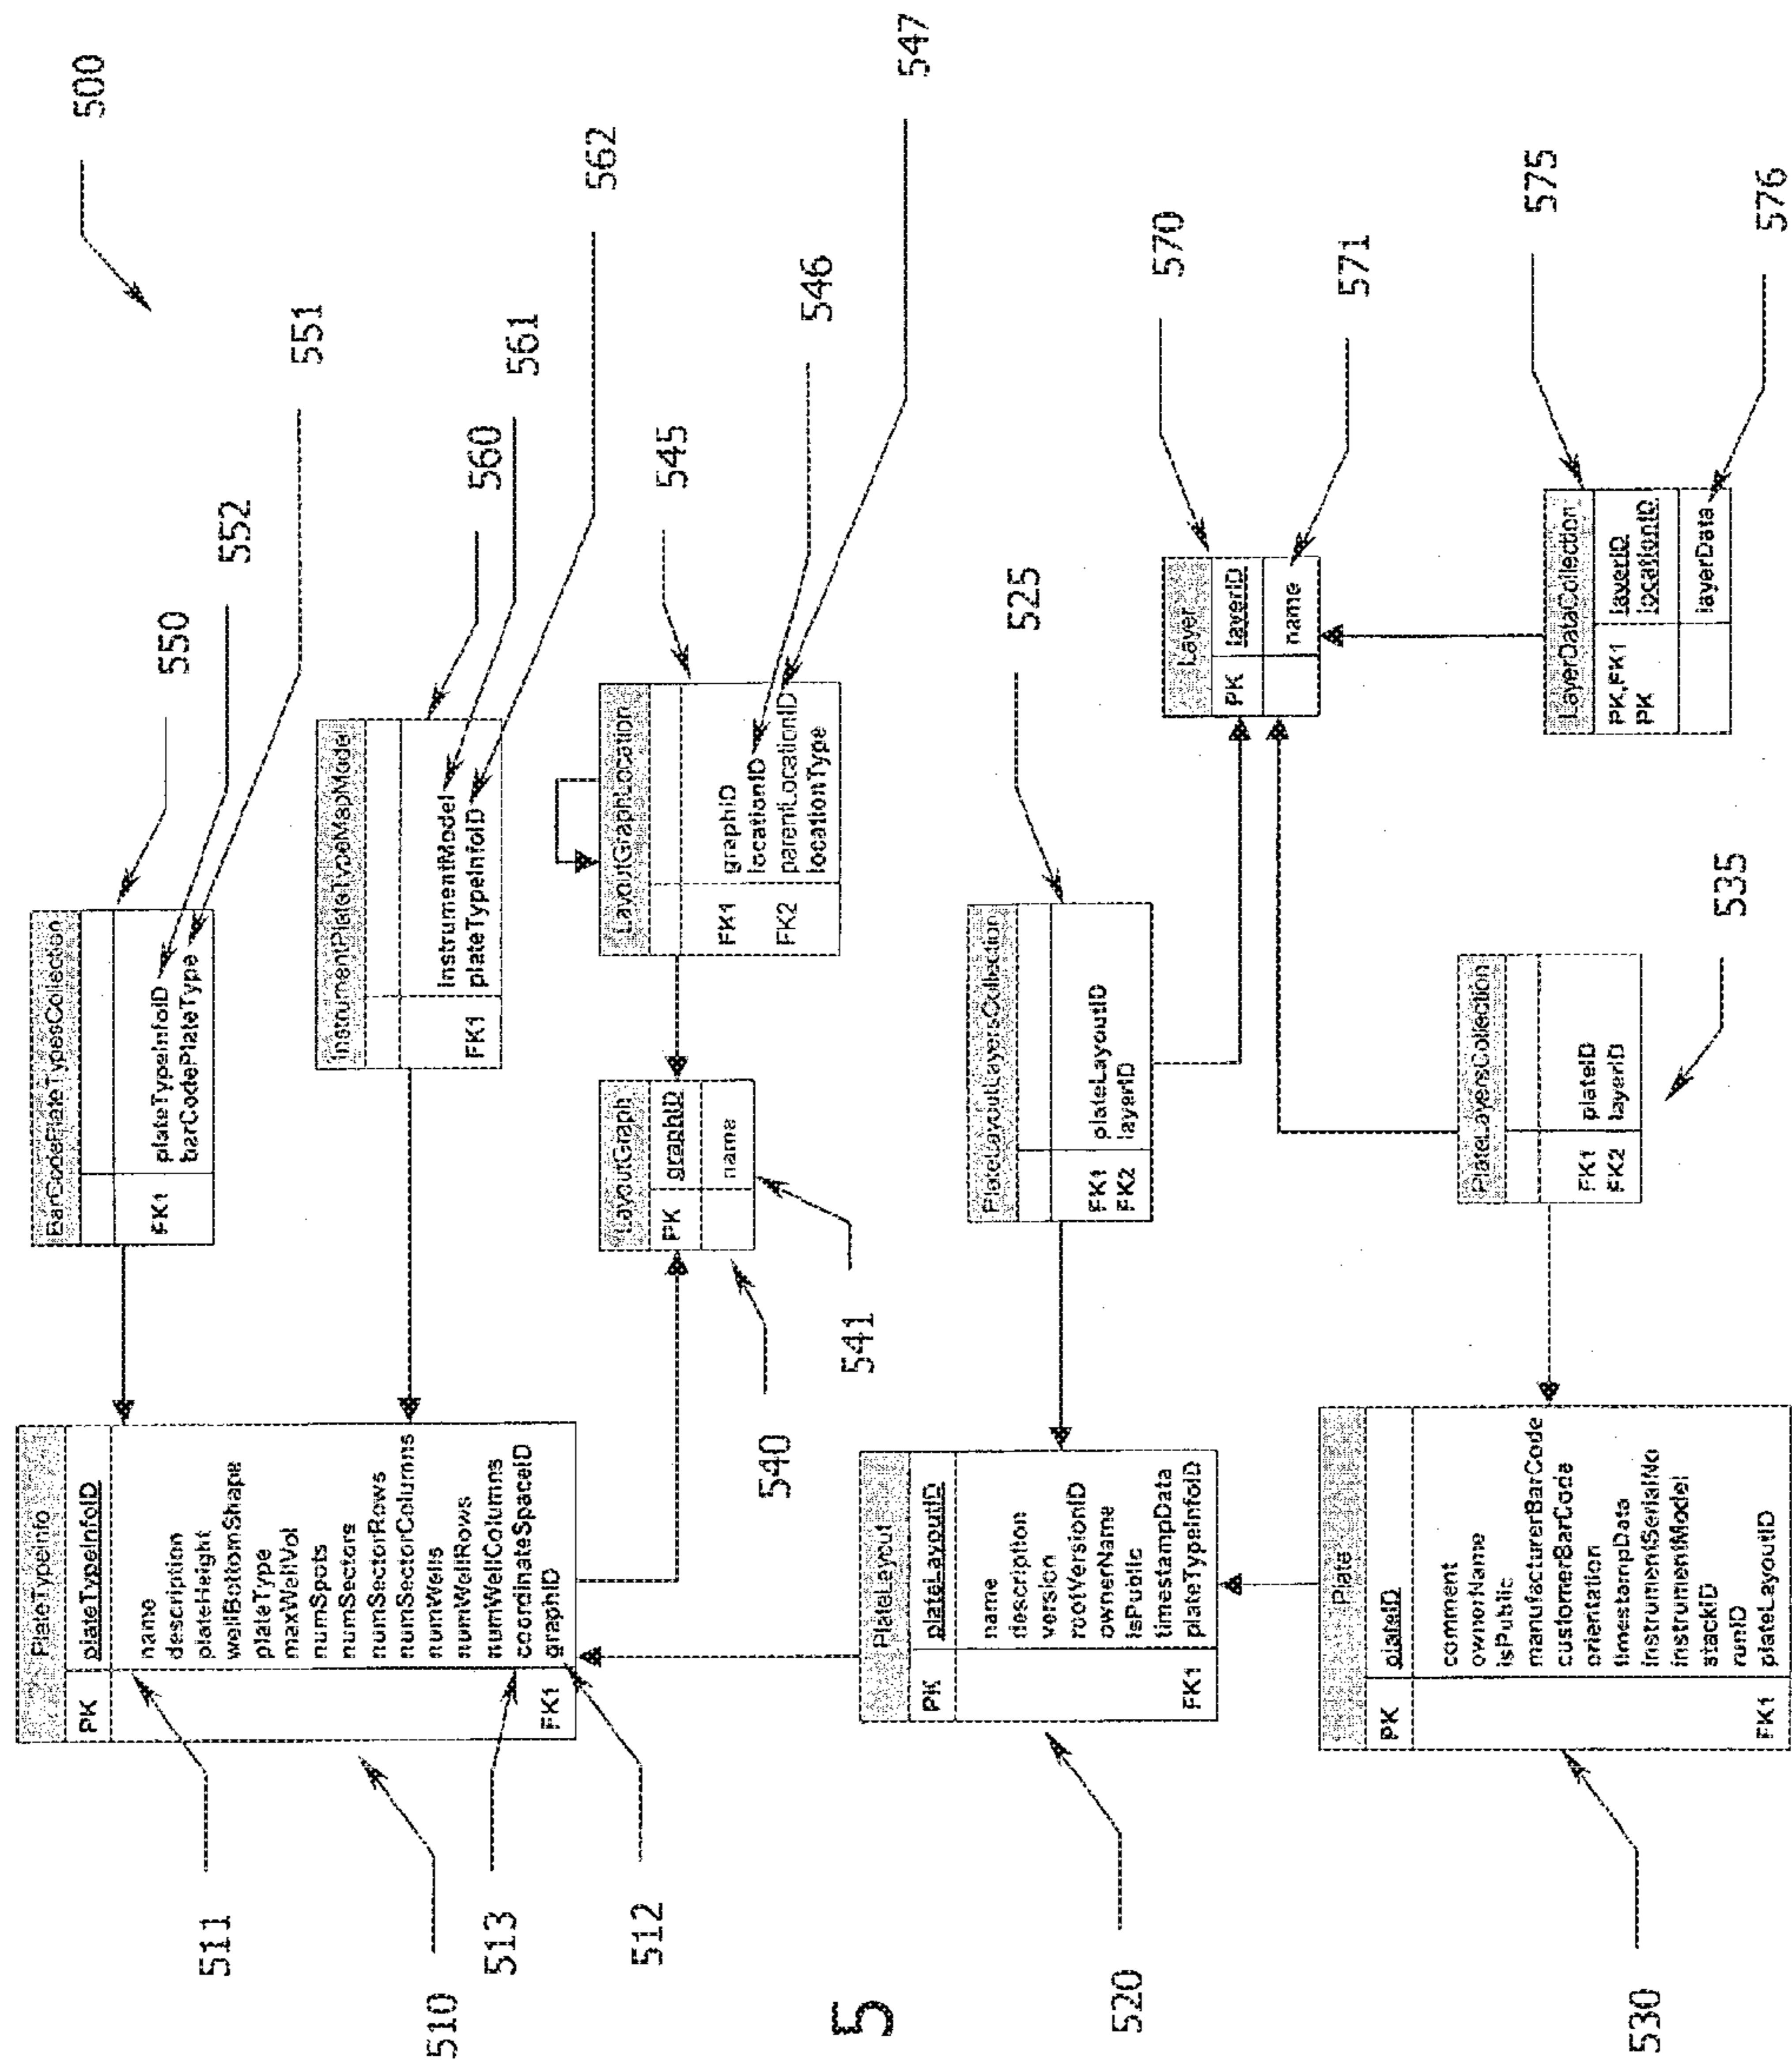 500
PlateTypeInfo
PK plateTypeInfoID
name
description
plateHeight
wellBottomShape
plateType
maxWellVol
numSpots
numSectors
numSectorRows
numSectorColumns
numWells
numWellRows
numWellColumns
coordinateSpaceID
FK1 graphID
511
510
513
512
BarCodePlateTypesCollection
FK1 plateTypeInfoID
barCodePlateType
550
552
551
InstrumentPlateTypeMapModel
InstrumentModel
FK1 plateTypeInfoID
560
561
562
LayoutGraph
PK graphID
name
540
541
LayoutGraphLocation
FK1 graphID
locationID
FK2 parentLocationID
locationType
545
546
547
5
PlateLayout
PK plateLayoutID
name
description
version
rootVersionID
ownerName
isPublic
timestampData
FK1 plateTypeInfoID
520
PlateLayoutLayersCollection
FK1 plateLayoutID
FK2 layerID
525
Layer
PK layerID
name
570
571
Plate
PK plateID
comment
ownerName
isPublic
manufacturerBarCode
customerBarCode
orientation
timestampData
instrumentSerialNo
instrumentModel
stackID
runID
FK1 plateLayoutID
530
PlateLayersCollection
FK1 plateID
FK2 layerID
535
LayerDataCollection
PK,FK1 layerID
PK locationID
layerData
575
576